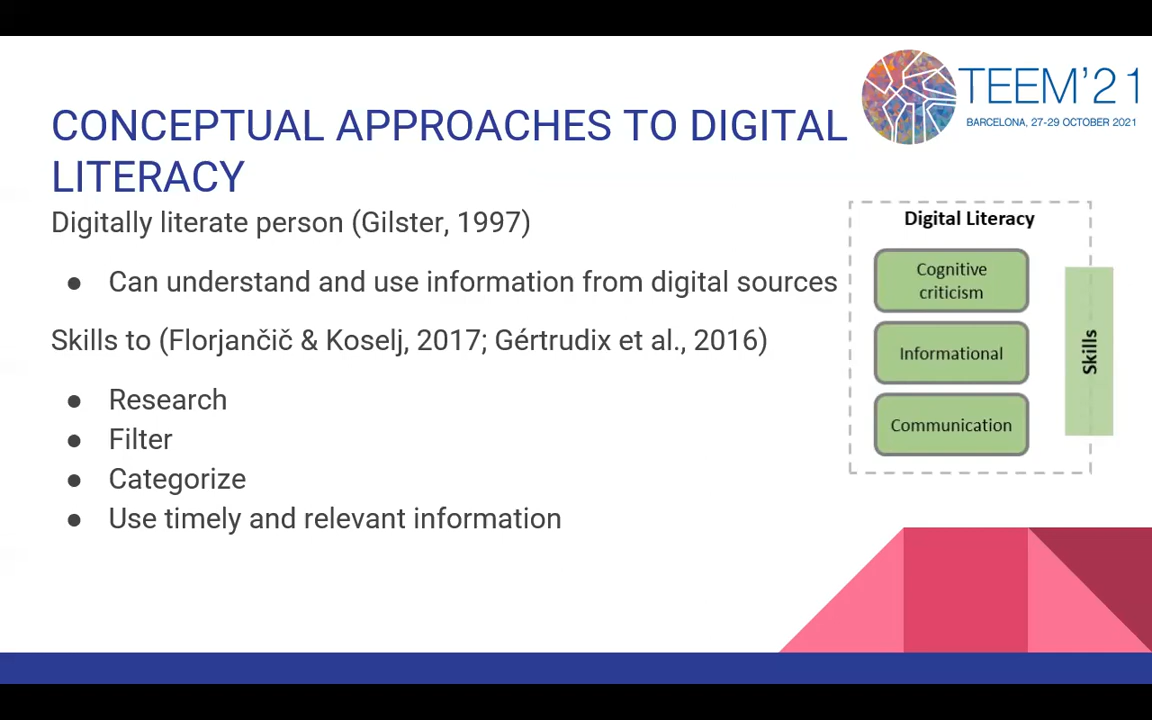 TEEM'21
BARCELONA, 27-29 OCTOBER 2021
CONCEPTUAL APPROACHES TO DIGITAL
LITERACY
Digitally literate person (Gilster, 1997)
● Can understand and use information from digital sources
Skills to (Florjančič & Koselj, 2017; Gértrudix et al., 2016)
● Research
● Filter
● Categorize
● Use timely and relevant information
Digital Literacy
Cognitive
criticism
Informational
Communication
Skills